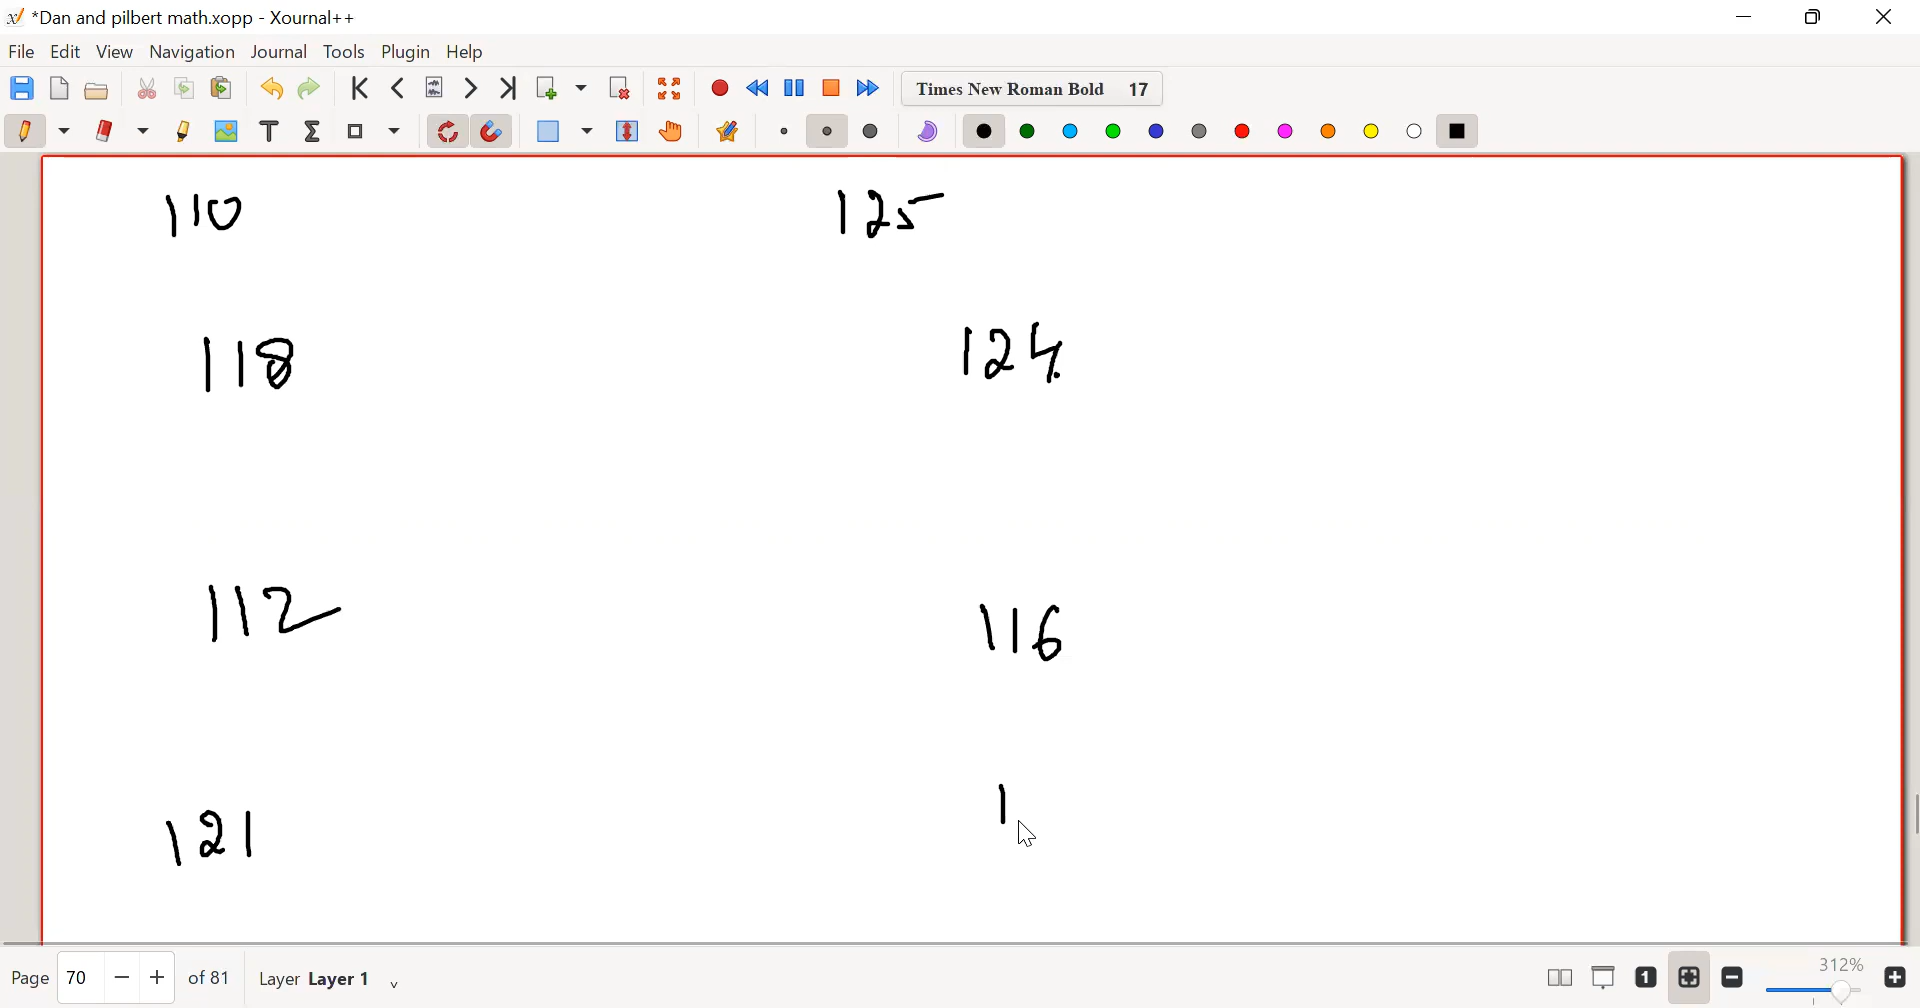 *Dan and pilbert math.xopp - Xournal++
File Edit View Navigation Journal Tools Plugin Help
Times New Roman Bold 17
110 125
118 124
112 116
121 1
Page 70 of 81 Layer Layer 1 1 312%